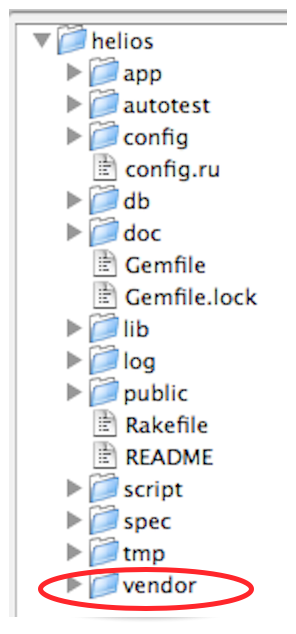 helios
app
autotest
config
config.ru
db
doc
Gemfile
Gemfile.lock
lib
log
public
Rakefile
README
script
spec
tmp
vendor